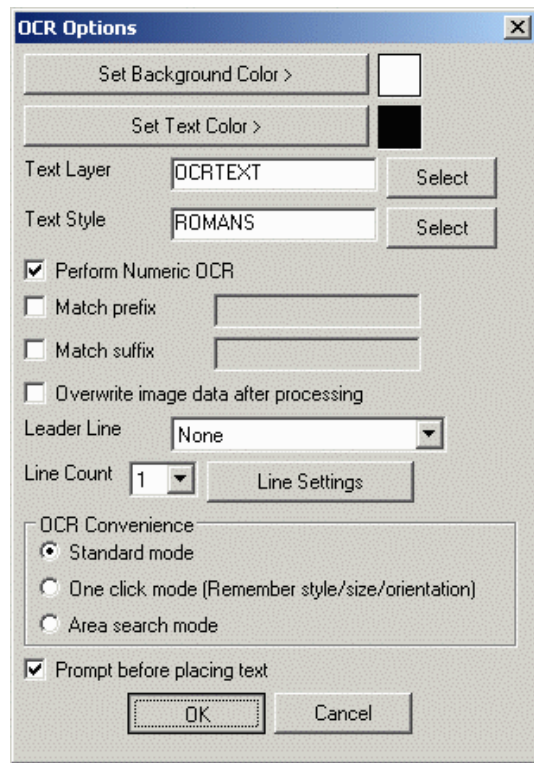 OCR Options
Set Background Color >
Set Text Color >
Text Layer OCRTEXT Select
Text Style ROMANS Select
Perform Numeric OCR
Match prefix
Match suffix
Overwrite image data after processing
Leader Line None
Line Count 1 Line Settings
OCR Convenience
Standard mode
One click mode (Remember style/size/orientation)
Area search mode
Prompt before placing text
OK Cancel